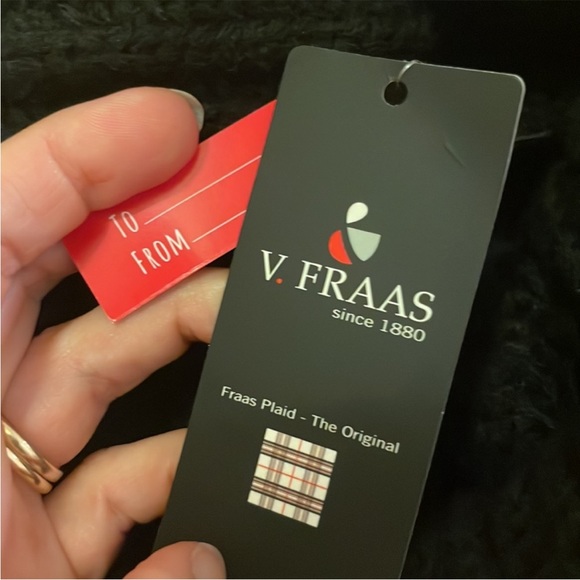 TO
FROM
V. FRAAS
since 1880
Fraas Plaid - The Original